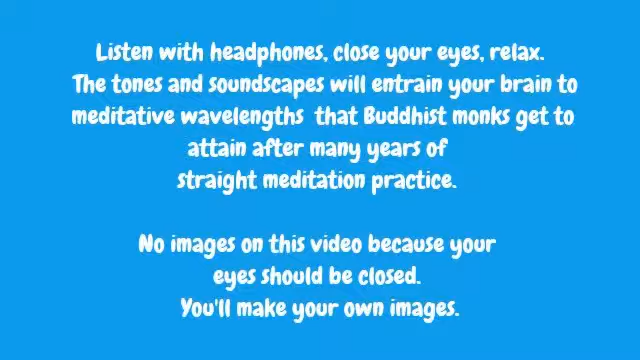 Listen with headphones, close your eyes, relax.
The tones and soundscapes will entrain your brain to
meditative wavelengths that Buddhist monks get to
attain after many years of
straight meditation practice.
No images on this video because your
eyes should be closed.
You'll make your own images.